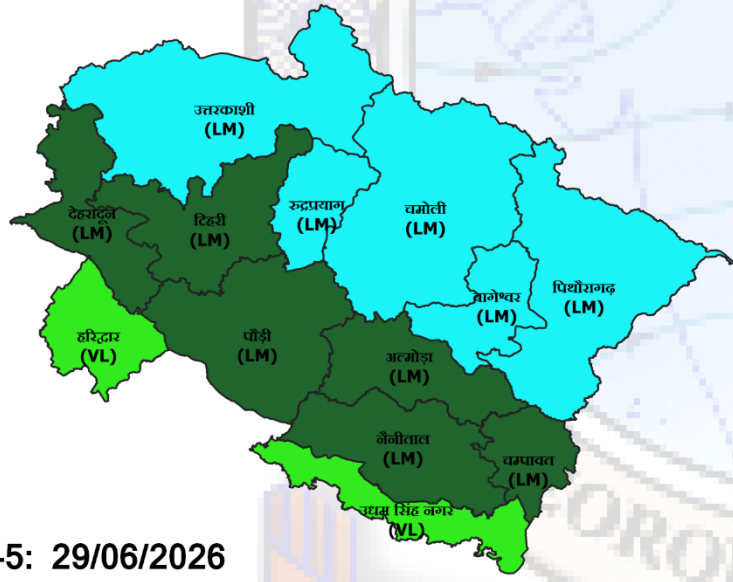 उत्तरकाशी
(LM)
देहरादून
(LM)
टिहरी
(LM)
रुद्रप्रयाग
(LM)
चमोली
(LM)
बागेश्वर
(LM)
पिथौरागढ़
(LM)
हरिद्वार
(VL)
पौड़ी
(LM)
अल्मोड़ा
(LM)
नैनीताल
(LM)
चम्पावत
(LM)
उधम सिंह नगर
(VL)
-5: 29/06/2026